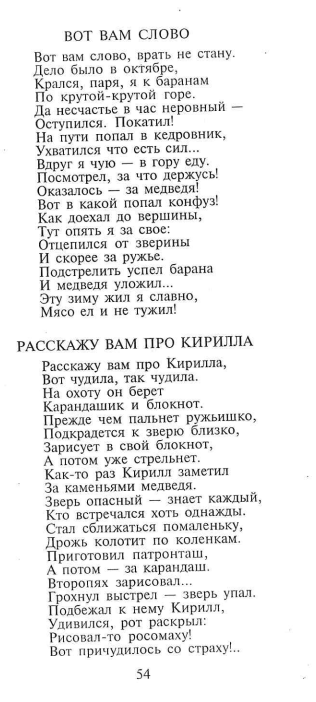 ВОТ ВАМ СЛОВО
Вот вам слово, врать не стану.
Дело было в октябре,
Крался, паря, я к баранам
По крутой-крутой горе.
Да несчастье в час неровный —
Оступился. Покатил!
На пути попал в кедровник,
Ухватился что есть сил...
Вдруг я чую — в гору еду.
Посмотрел, за что держусь!
Оказалось — за медведя!
Вот в какой попал конфуз!
Как доехал до вершины,
Тут опять я за свое:
Отцепился от зверины
И скорее за ружье.
Подстрелить успел барана
И медведя уложил...
Эту зиму жил я славно,
Мясо ел и не тужил!
РАССКАЖУ ВАМ ПРО КИРИЛЛА
Расскажу вам про Кирилла,
Вот чудила, так чудила.
На охоту он берет
Карандашик и блокнот.
Прежде чем пальнет ружьишко,
Подкрадется к зверю близко,
Зарисует в свой блокнот,
А потом уже стрельнет.
Как-то раз Кирилл заметил
За каменьями медведя.
Зверь опасный — знает каждый,
Кто встречался хоть однажды.
Стал сближаться помаленьку,
Дрожь колотит по коленкам.
Приготовил патронташ,
А потом — за карандаш.
Второпях зарисовал...
Грохнул выстрел — зверь упал.
Подбежал к нему Кирилл,
Удивился, рот раскрыл:
Рисовал-то росомаху!
Вот причудилось со страху!..
54